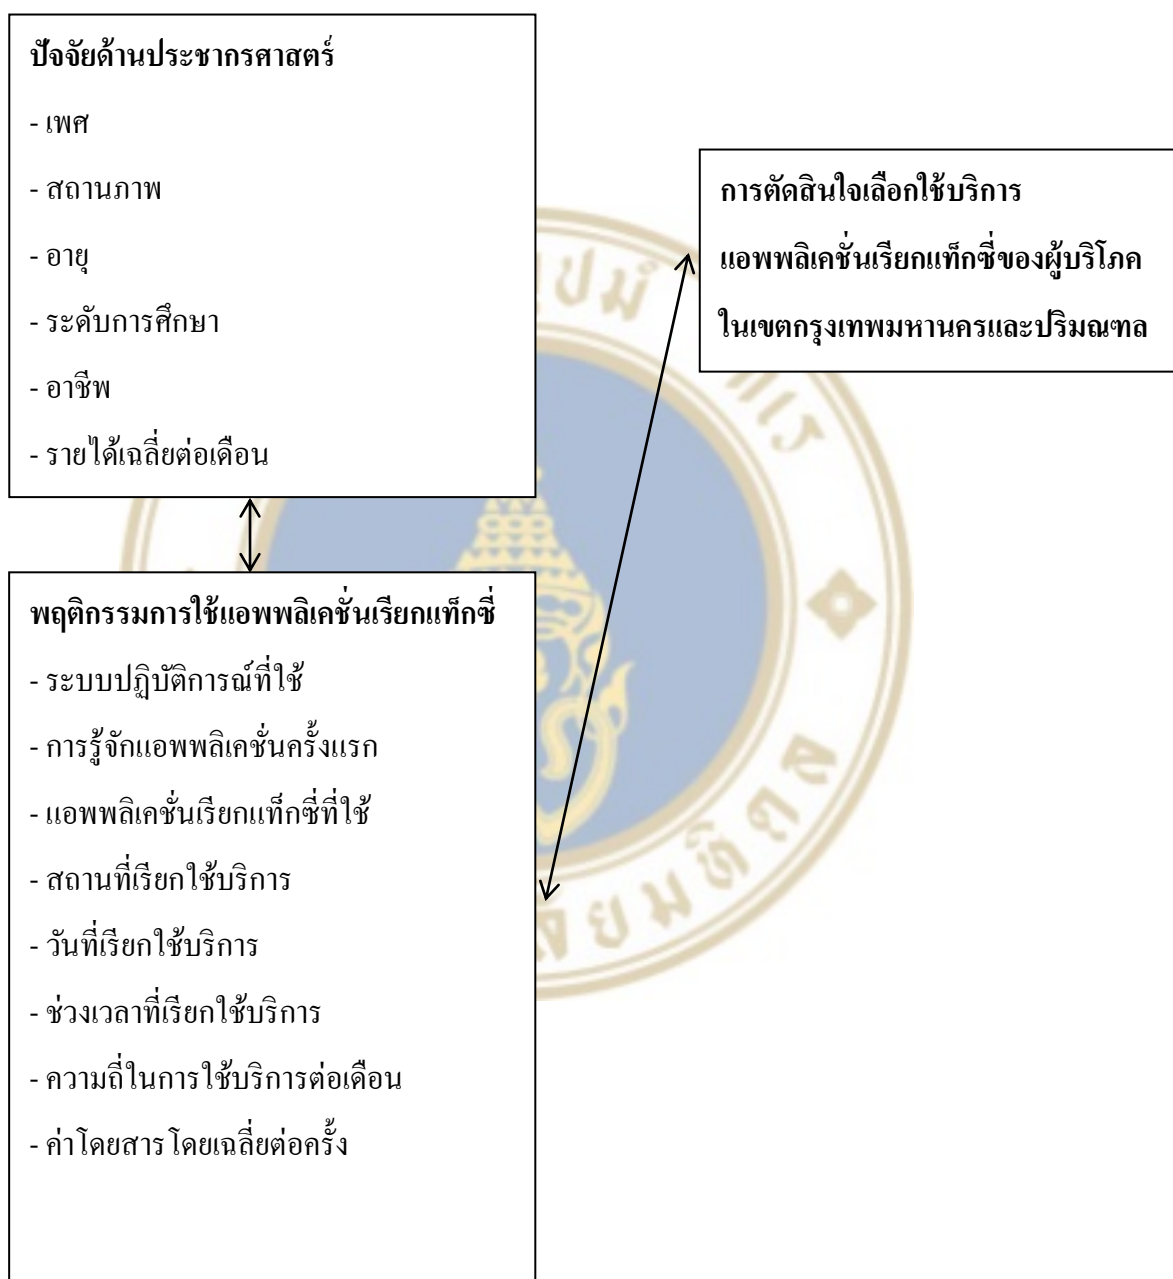 ปัจจัยด้านประชากรศาสตร์
- เพศ
- สถานภาพ
- อายุ
- ระดับการศึกษา
- อาชีพ
- รายได้เฉลี่ยต่อเดือน
การตัดสินใจเลือกใช้บริการ
แอพพลิเคชั่นเรียกแท็กซี่ของผู้บริโภค
ในเขตกรุงเทพมหานครและปริมณฑล
พฤติกรรมการใช้แอพพลิเคชั่นเรียกแท็กซี่
- ระบบปฏิบัติการณ์ที่ใช้
- การรู้จักแอพพลิเคชั่นครั้งแรก
- แอพพลิเคชั่นเรียกแท็กซี่ที่ใช้
- สถานที่เรียกใช้บริการ
- วันที่เรียกใช้บริการ
- ช่วงเวลาที่เรียกใช้บริการ
- ความถี่ในการใช้บริการต่อเดือน
- ค่าโดยสารโดยเฉลี่ยต่อครั้ง